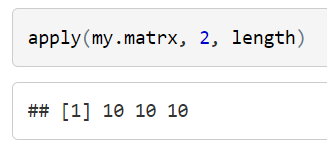 apply(my.matrx, 2, length)
## [1] 10 10 10